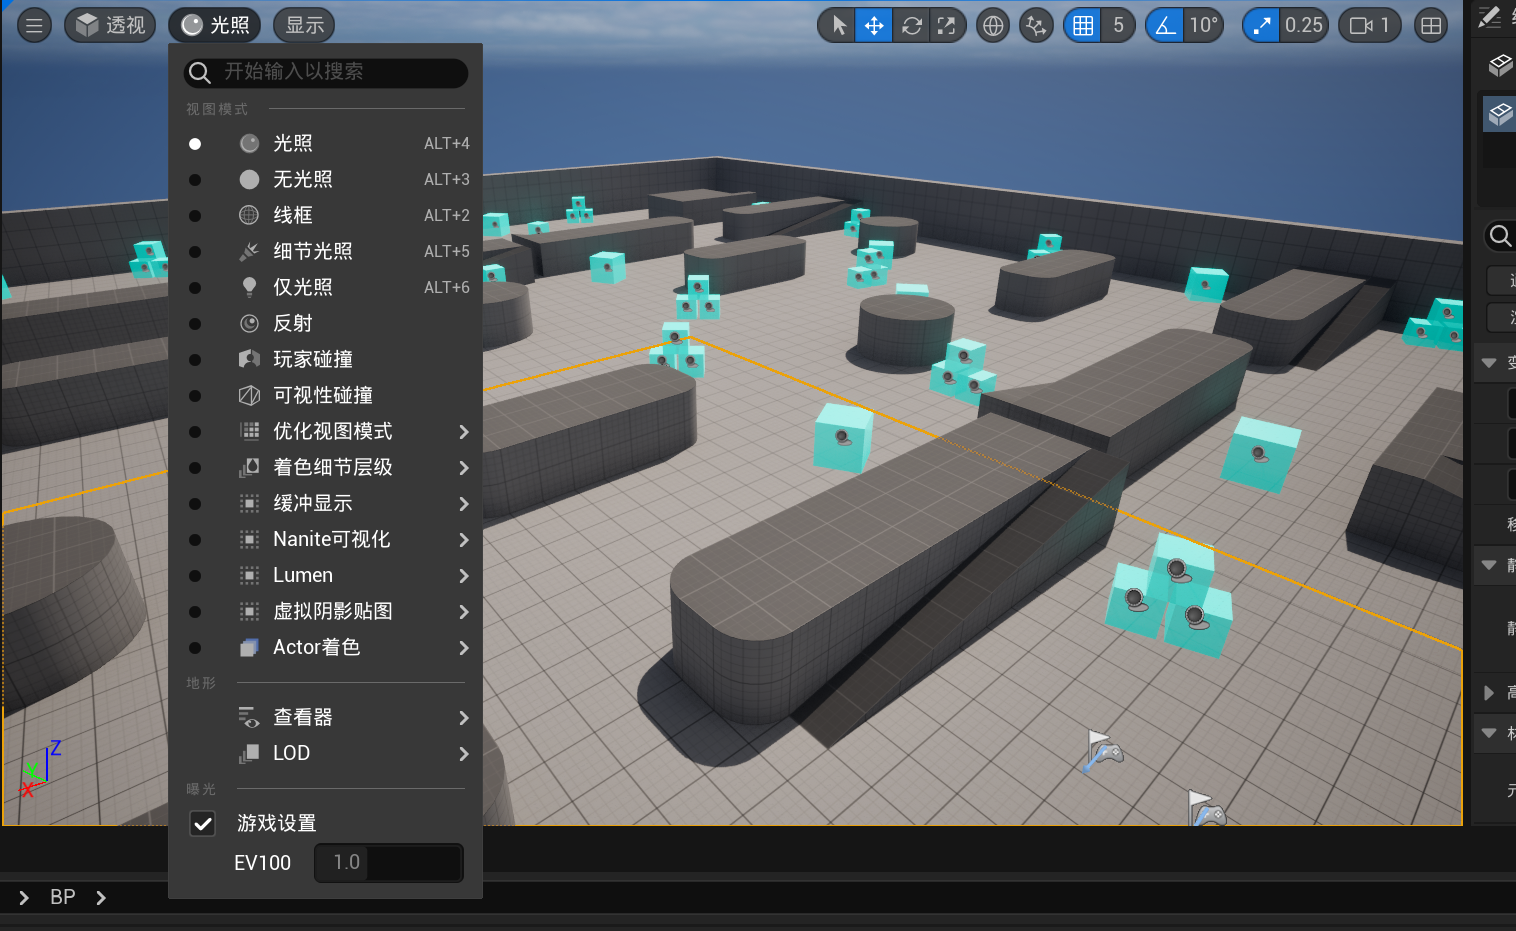 透视
光照
显示
5
10°
0.25
1
开始输入以搜索
视图模式
光照 ALT+4
无光照 ALT+3
线框 ALT+2
细节光照 ALT+5
仅光照 ALT+6
反射
玩家碰撞
可视性碰撞
优化视图模式
着色细节层级
缓冲显示
Nanite可视化
Lumen
虚拟阴影贴图
Actor着色
地形
查看器
LOD
曝光
游戏设置
EV100 1.0
Z
Y
X
BP